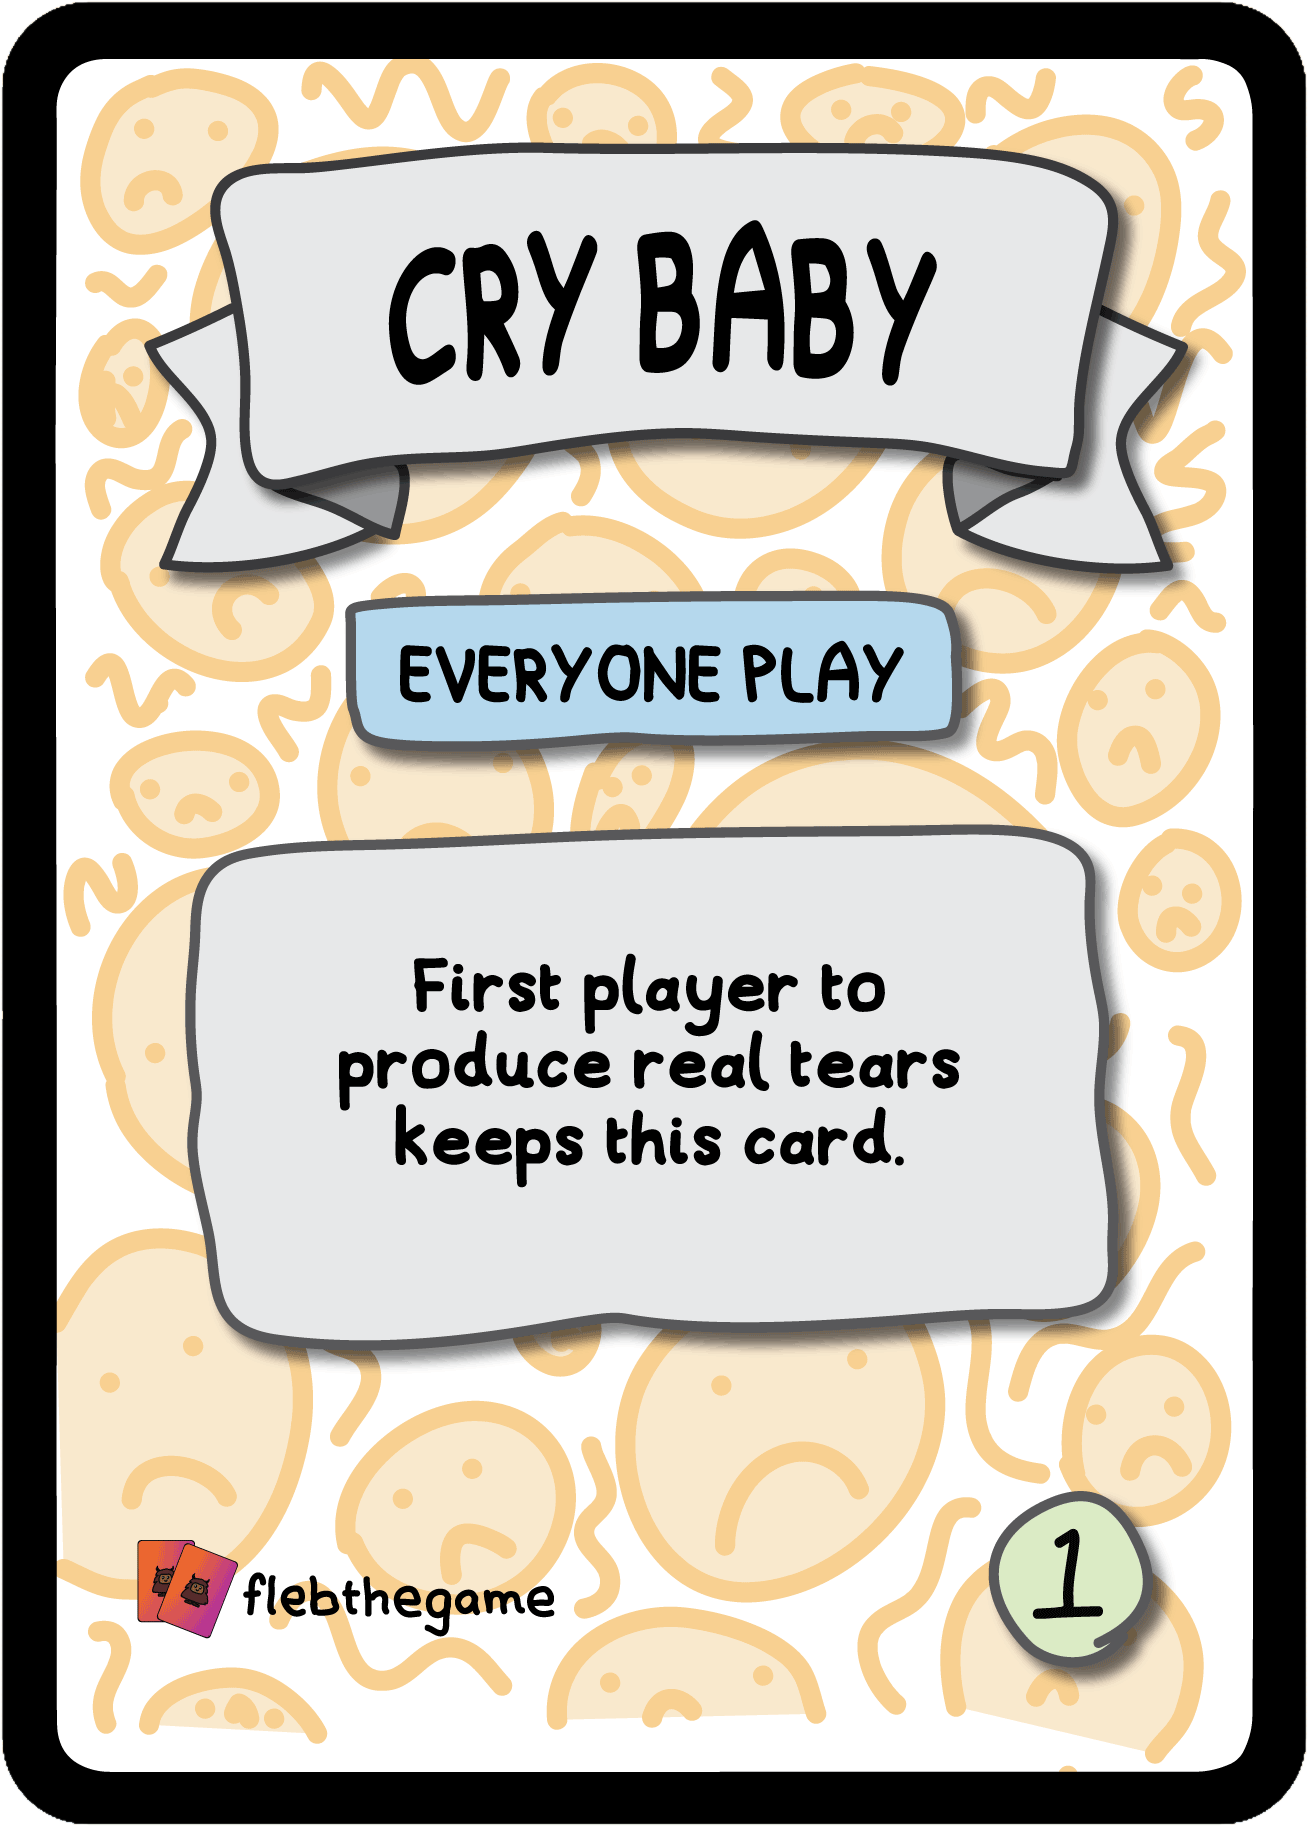 CRY BABY
EVERYONE PLAY
First player to
produce real tears
keeps this card.
flebthegame
1